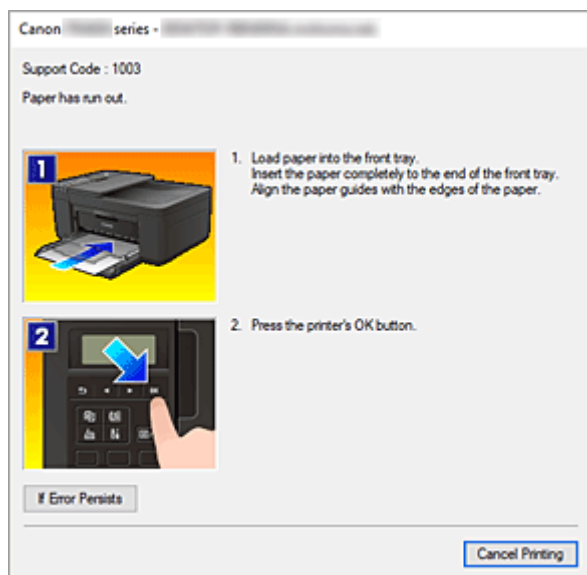 Canon series -
Support Code : 1003
Paper has run out.
1
1. Load paper into the front tray.
Insert the paper completely to the end of the front tray.
Align the paper guides with the edges of the paper.
2
2. Press the printer's OK button.
If Error Persists
Cancel Printing